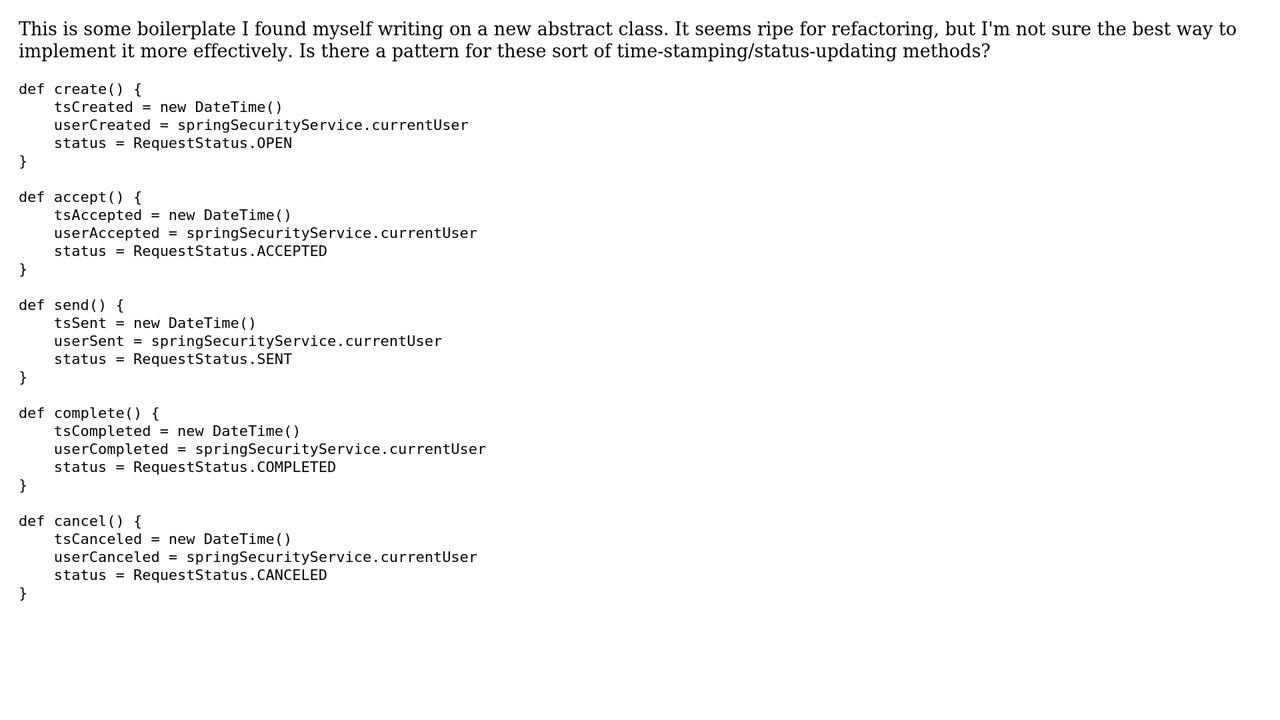 This is some boilerplate I found myself writing on a new abstract class. It seems ripe for refactoring, but I'm not sure the best way to
implement it more effectively. Is there a pattern for these sort of time-stamping/status-updating methods?
def create() {
    tsCreated = new DateTime()
    userCreated = springSecurityService.currentUser
    status = RequestStatus.OPEN
}
def accept() {
    tsAccepted = new DateTime()
    userAccepted = springSecurityService.currentUser
    status = RequestStatus.ACCEPTED
}
def send() {
    tsSent = new DateTime()
    userSent = springSecurityService.currentUser
    status = RequestStatus.SENT
}
def complete() {
    tsCompleted = new DateTime()
    userCompleted = springSecurityService.currentUser
    status = RequestStatus.COMPLETED
}
def cancel() {
    tsCanceled = new DateTime()
    userCanceled = springSecurityService.currentUser
    status = RequestStatus.CANCELED
}